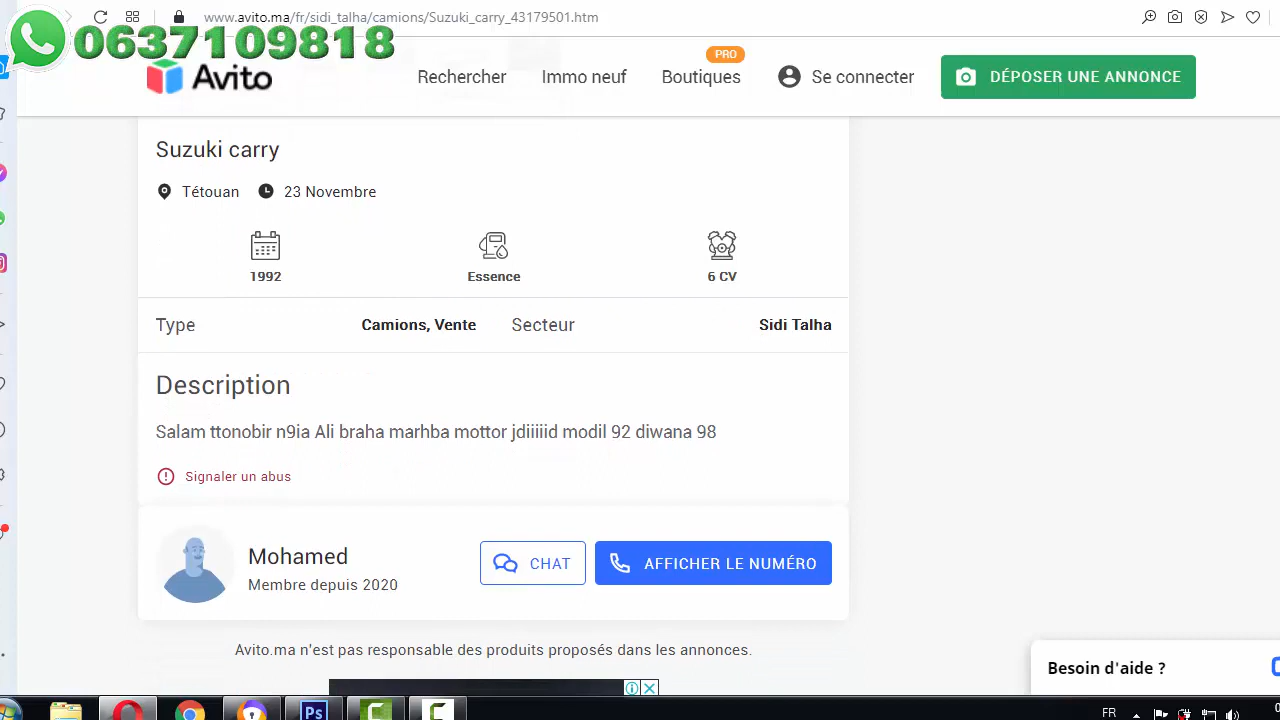 www.avito.ma/fr/sidi_talha/camions/Suzuki_carry_43179501.htm
0637109818
Avito
Rechercher
Immo neuf
PRO
Boutiques
Se connecter
DÉPOSER UNE ANNONCE
Suzuki carry
Tétouan
23 Novembre
1992
Essence
6 CV
Type
Camions, Vente
Secteur
Sidi Talha
Description
Salam ttonobir n9ia Ali braha marhba mottor jdiiiiid modil 92 diwana 98
Signaler un abus
Mohamed
Membre depuis 2020
CHAT
AFFICHER LE NUMÉRO
Avito.ma n'est pas responsable des produits proposés dans les annonces.
Besoin d'aide ?
Ps
FR